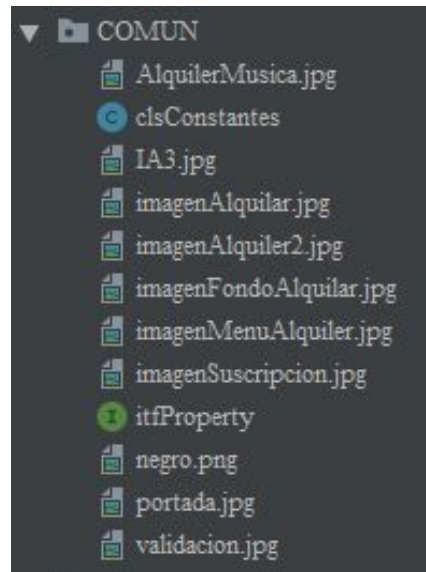 COMUN
AlquilerMusica.jpg
C clsConstantes
IA3.jpg
imagenAlquilar.jpg
imagenAlquiler2.jpg
imagenFondoAlquilar.jpg
imagenMenuAlquiler.jpg
imagenSuscripcion.jpg
I itfProperty
negro.png
portada.jpg
validacion.jpg